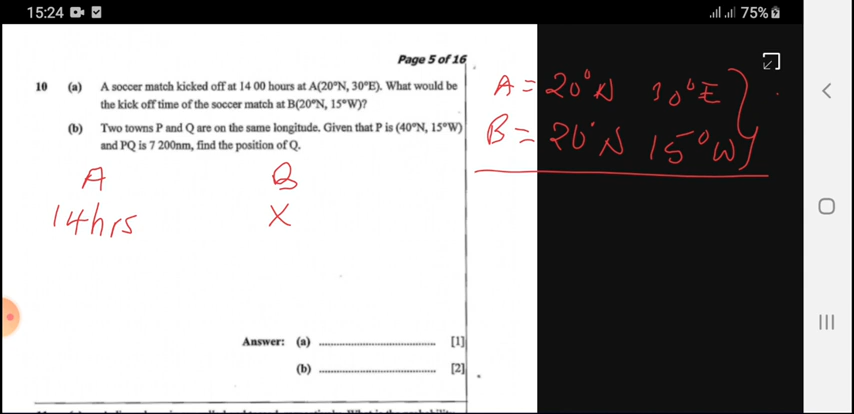 15:24
75%
Page 5 of 16
10 (a) A soccer match kicked off at 14 00 hours at A(20°N, 30°E). What would be
the kick off time of the soccer match at B(20°N, 15°W)?
(b) Two towns P and Q are on the same longitude. Given that P is (40°N, 15°W)
and PQ is 7 200nm, find the position of Q.
A = 20°N 30°E
B = 20°N 15°W
A B
14hrs X
Answer: (a) ................................ [1]
(b) ................................ [2]